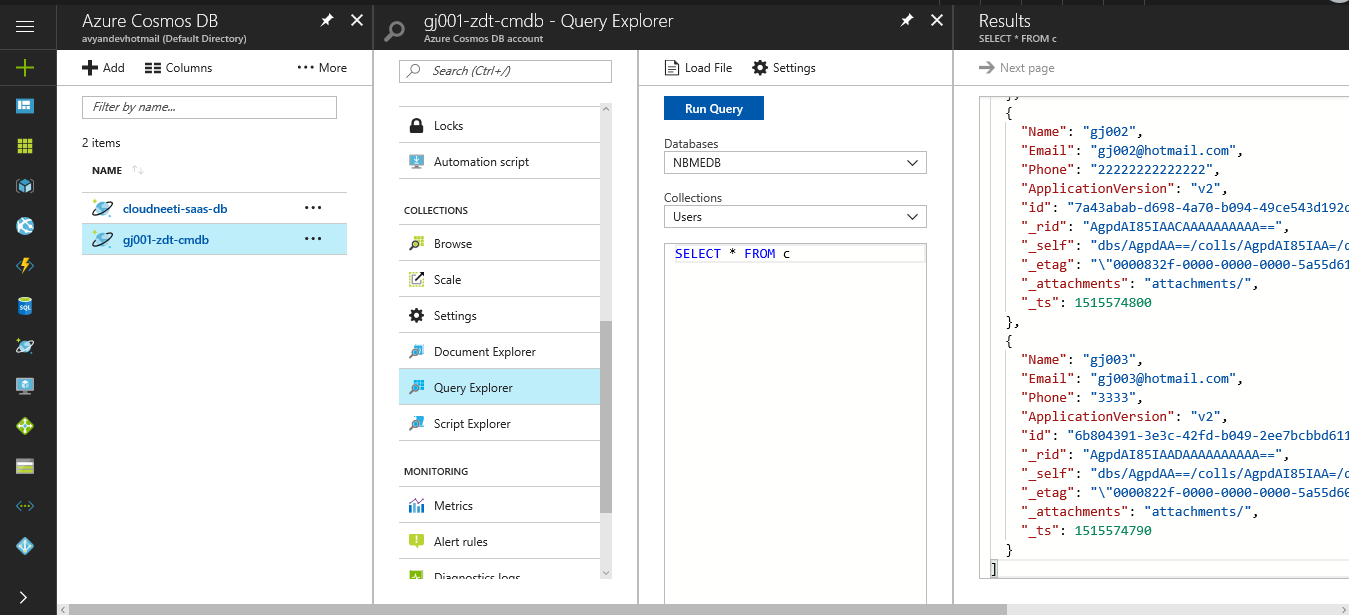 Azure Cosmos DB
avyandevhotmail (Default Directory)
Add
Columns
More
Filter by name...
2 items
NAME
cloudneeti-saas-db
gj001-zdt-cmdb
gj001-zdt-cmdb - Query Explorer
Azure Cosmos DB account
Search (Ctrl+/)
Locks
Automation script
COLLECTIONS
Browse
Scale
Settings
Document Explorer
Query Explorer
Script Explorer
MONITORING
Metrics
Alert rules
Diagnostics logs
Load File
Settings
Run Query
Databases
NBMEDB
Collections
Users
SELECT * FROM c
Results
SELECT * FROM c
Next page
},
{
"Name": "gj002",
"Email": "gj002@hotmail.com",
"Phone": "22222222222222",
"ApplicationVersion": "v2",
"id": "7a43abab-d698-4a70-b094-49ce543d192
"_rid": "AgpdAI85IAACAAAAAAAAAA==",
"_self": "dbs/AgpdAA==/colls/AgpdAI85IAA=/
"_etag": "\"0000832f-0000-0000-0000-5a55d61
"_attachments": "attachments/",
"_ts": 1515574800
},
{
"Name": "gj003",
"Email": "gj003@hotmail.com",
"Phone": "3333",
"ApplicationVersion": "v2",
"id": "6b804391-3e3c-42fd-b049-2ee7bcbbd611
"_rid": "AgpdAI85IAADAAAAAAAAAA==",
"_self": "dbs/AgpdAA==/colls/AgpdAI85IAA=/
"_etag": "\"0000822f-0000-0000-0000-5a55d60
"_attachments": "attachments/",
"_ts": 1515574790
}
]
SQL